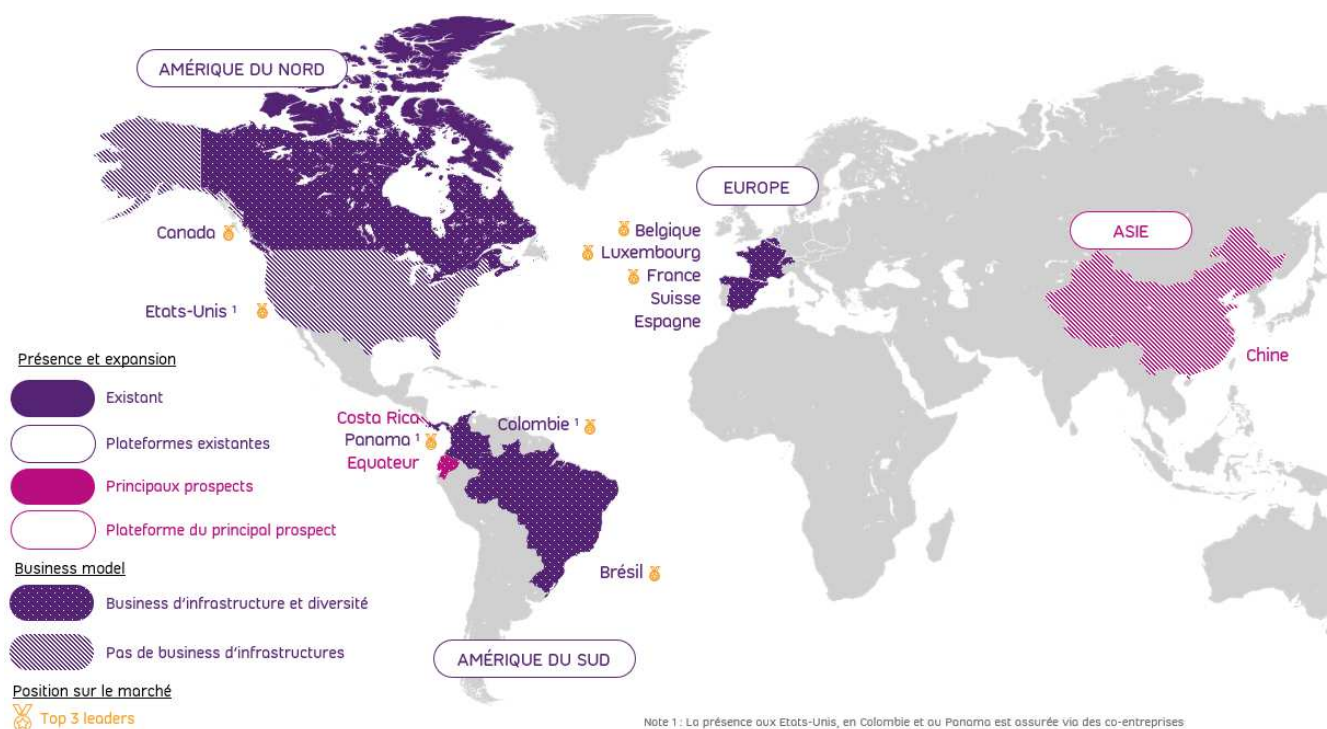 AMÉRIQUE DU NORD
EUROPE
Canada
Belgique
Luxembourg
ASIE
France
Suisse
Etats-Unis ¹
Espagne
Chine
Présence et expansion
Existant
Plateformes existantes
Principaux prospects
Plateforme du principal prospect
Costa Rica
Colombie ¹
Panama ¹
Equateur
Business model
Business d'infrastructure et diversité
Brésil
Pas de business d'infrastructures
AMÉRIQUE DU SUD
Position sur le marché
Top 3 leaders
Note 1 : La présence aux Etats-Unis, en Colombie et au Panama est assurée via des co-entreprises